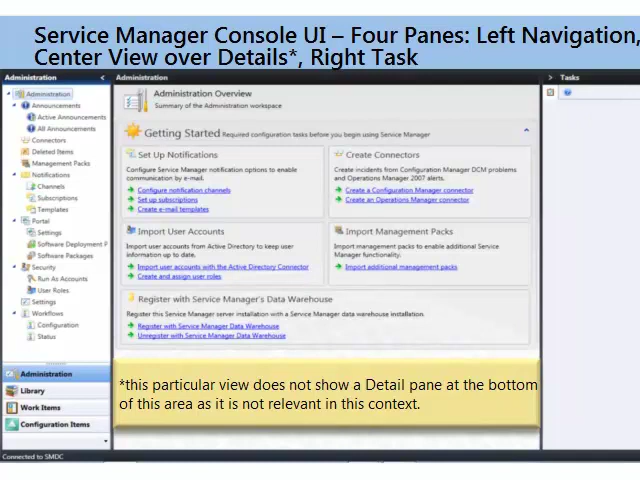 Service Manager Console UI – Four Panes: Left Navigation,
Center View over Details*, Right Task
Administration <
Administration
> Tasks
Administration
Announcements
Active Announcements
All Announcements
Connectors
Deleted Items
Management Packs
Notifications
Channels
Subscriptions
Templates
Portal
Settings
Software Deployment P
Software Packages
Security
Run As Accounts
User Roles
Settings
Workflows
Configuration
Status
Administration
Library
Work Items
Configuration Items
Administration Overview
Summary of the Administration workspace
Getting Started Required configuration tasks before you begin using Service Manager
Set Up Notifications
Configure Service Manager notification options to enable
communication by e-mail.
Configure notification channels
Set up subscriptions
Create e-mail templates
Create Connectors
Create incidents from Configuration Manager DCM problems
and Operations Manager 2007 alerts.
Create a Configuration Manager connector
Create an Operations Manager connector
Import User Accounts
Import user accounts from Active Directory to keep user
information up to date.
Import user accounts with the Active Directory Connector
Create and assign user roles
Import Management Packs
Import management packs to enable additional Service
Manager functionality.
Import additional management packs
Register with Service Manager's Data Warehouse
Register this Service Manager server installation with a Service Manager data warehouse installation.
Register with Service Manager Data Warehouse
Unregister with Service Manager Data Warehouse
*this particular view does not show a Detail pane at the bottom
of this area as it is not relevant in this context.
Connected to SMDC